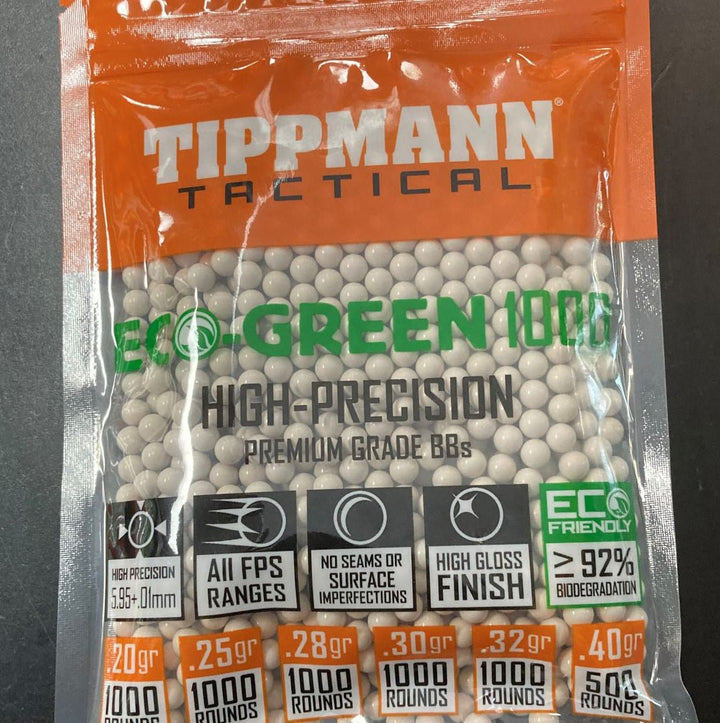 TIPPMANN®
TACTICAL
ECO-GREEN 1000
HIGH-PRECISION
PREMIUM GRADE BBs
HIGH PRECISION
5.95+.01mm
All FPS
RANGES
NO SEAMS OR
SURFACE
IMPERFECTIONS
HIGH GLOSS
FINISH
ECO
FRIENDLY
≥ 92%
BIODEGRADATION
.20gr
1000
ROUNDS
.25gr
1000
ROUNDS
.28gr
1000
ROUNDS
.30gr
1000
ROUNDS
.32gr
1000
ROUNDS
.40gr
500
ROUNDS